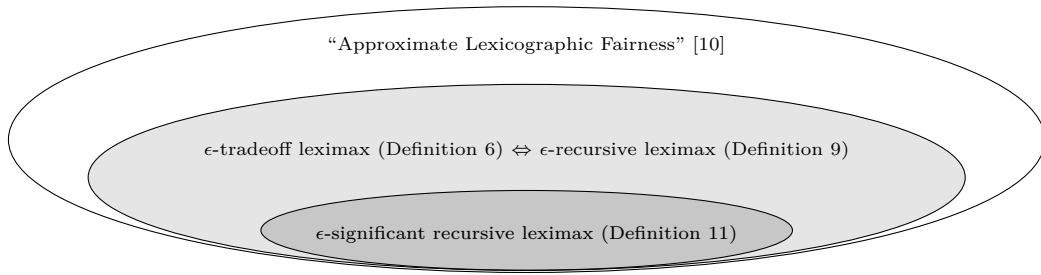 “Approximate Lexicographic Fairness” [10]
ϵ-tradeoff leximax (Definition 6) ⇔ ϵ-recursive leximax (Definition 9)
ϵ-significant recursive leximax (Definition 11)